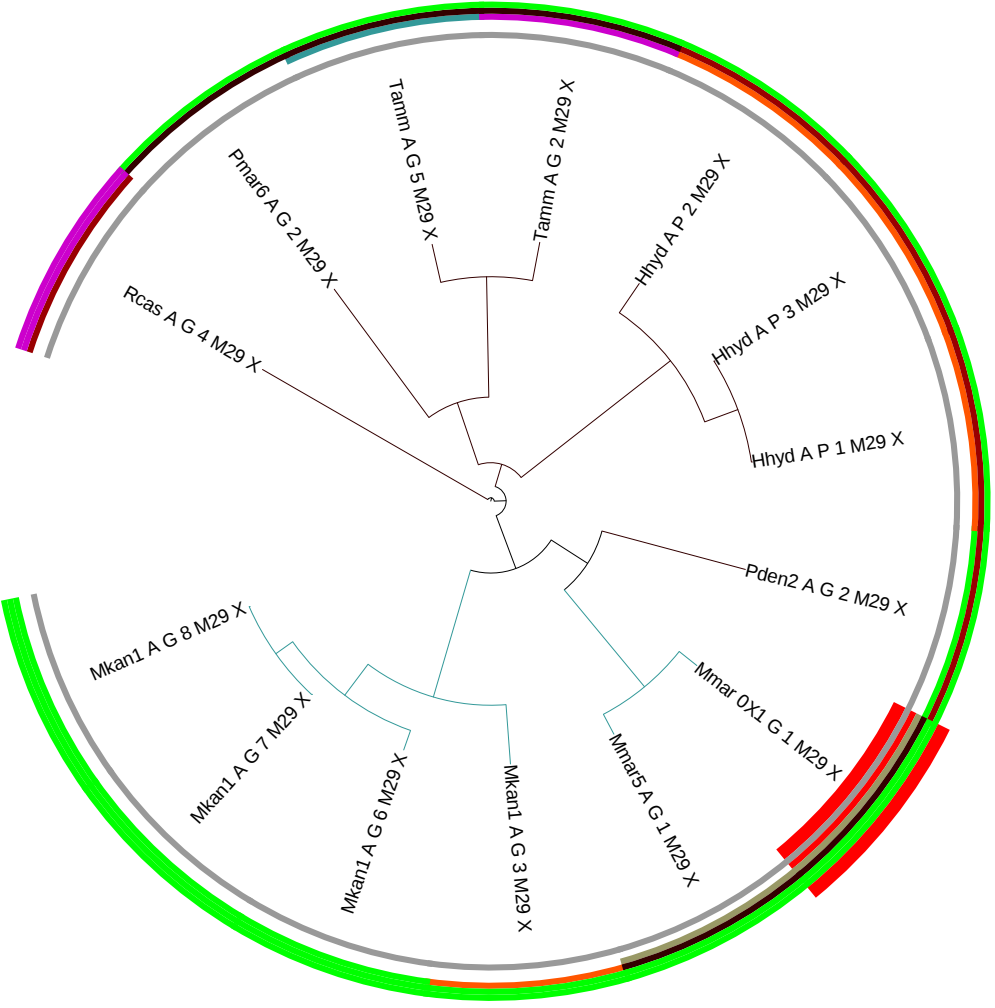 Tamm A G 5 M29 X
Tamm A G 2 M29 X
Pmar6 A G 2 M29 X
Hhyd A P 2 M29 X
Rcas A G 4 M29 X
Hhyd A P 3 M29 X
Hhyd A P 1 M29 X
Pden2 A G 2 M29 X
Mmar 0X1 G 1 M29 X
Mmar5 A G 1 M29 X
Mkan1 A G 3 M29 X
Mkan1 A G 6 M29 X
Mkan1 A G 7 M29 X
Mkan1 A G 8 M29 X